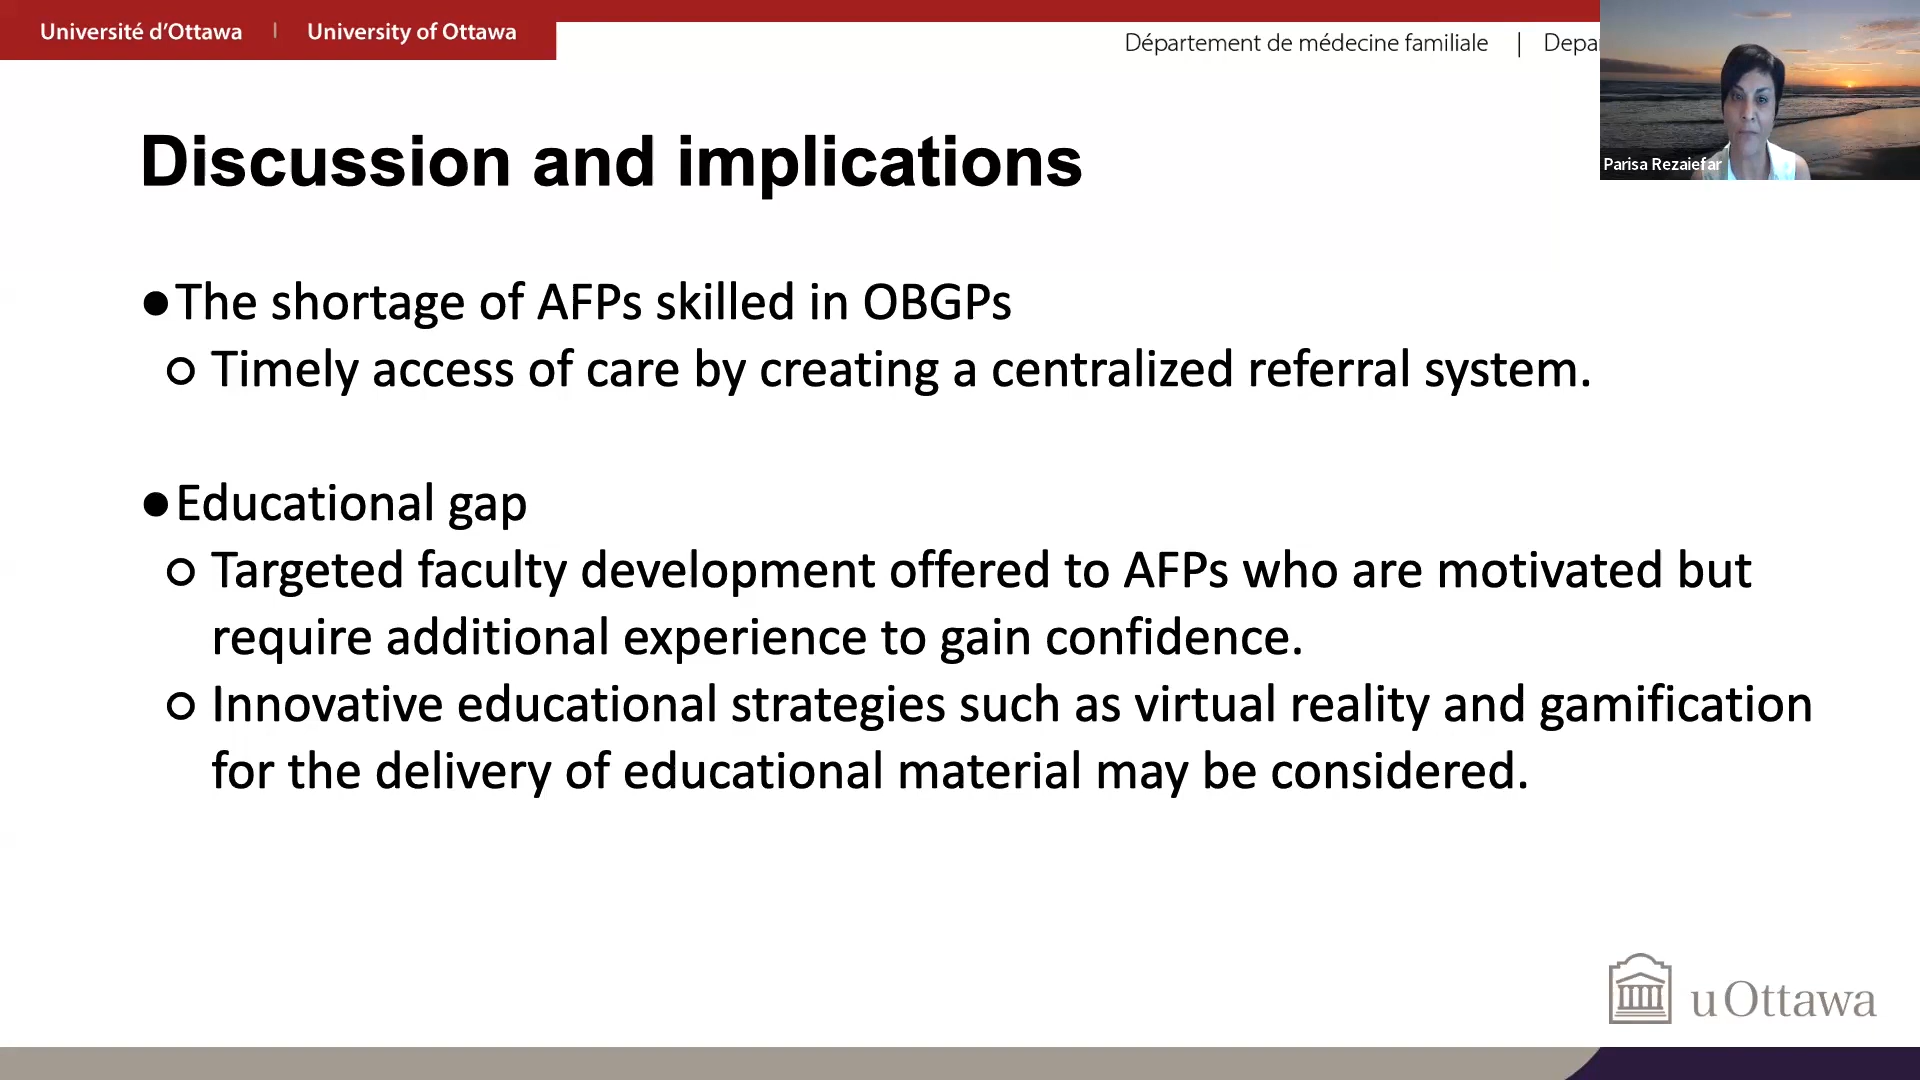 Université d'Ottawa | University of Ottawa
Département de médecine familiale | Depa
Parisa Rezaiefar
Discussion and implications
●The shortage of AFPs skilled in OBGPs
○ Timely access of care by creating a centralized referral system.
●Educational gap
○ Targeted faculty development offered to AFPs who are motivated but
require additional experience to gain confidence.
○ Innovative educational strategies such as virtual reality and gamification
for the delivery of educational material may be considered.
uOttawa